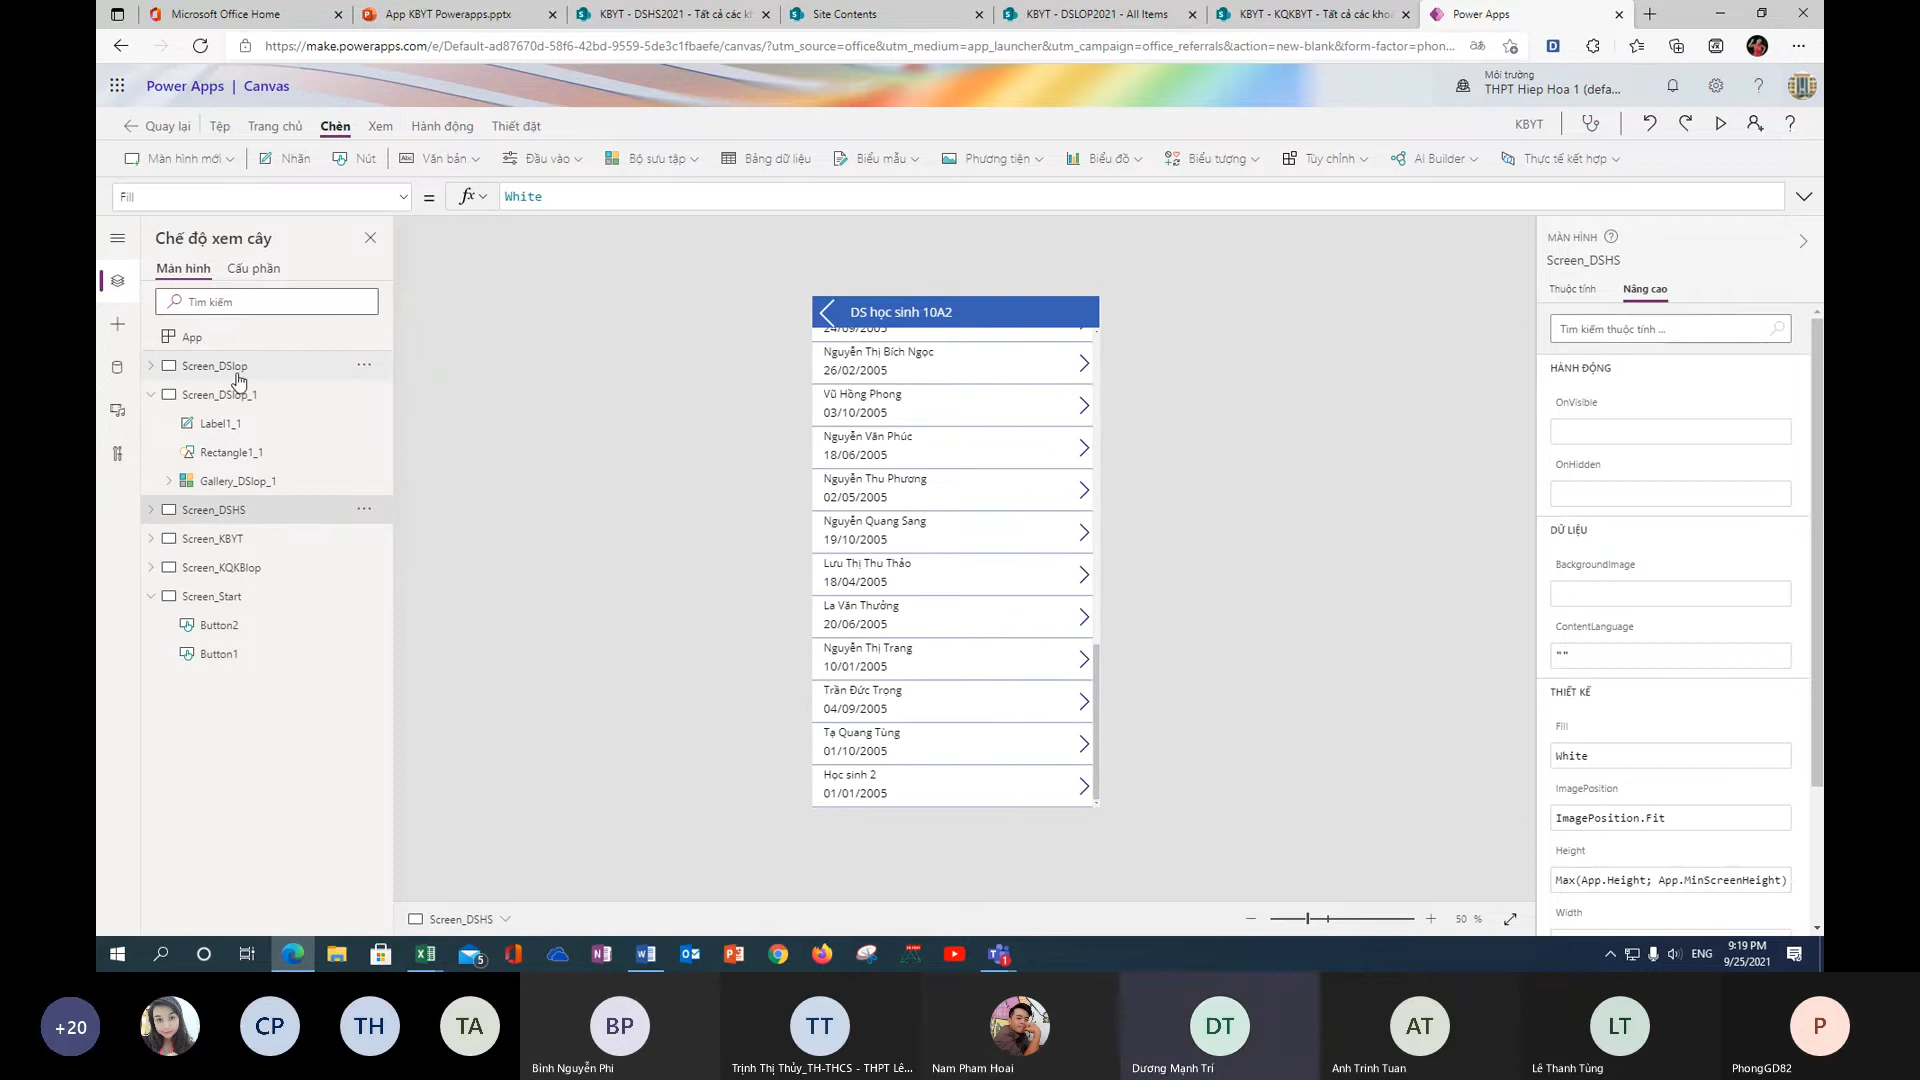 Microsoft Office Home
App KBYT Powerapps.pptx
KBYT - DSHS2021 - Tất cả các kh
Site Contents
KBYT - DSLOP2021 - All Items
KBYT - KQKBYT - Tất cả các kho
Power Apps
https://make.powerapps.com/e/Default-ad87670d-58f6-42bd-9559-5de3c1fbaefe/canvas/?utm_source=office&utm_medium=app_launcher&utm_campaign=office_referrals&action=new-blank&form-factor=phon...
Power Apps | Canvas
Môi trường
THPT Hiep Hoa 1 (defa...
Quay lại
Tệp
Trang chủ
Chèn
Xem
Hành động
Thiết đặt
KBYT
Màn hình mới
Nhãn
Nút
Văn bản
Đầu vào
Bộ sưu tập
Bảng dữ liệu
Biểu mẫu
Phương tiện
Biểu đồ
Biểu tượng
Tùy chỉnh
AI Builder
Thực tế kết hợp
Fill
=
fx
White
Chế độ xem cây
Màn hình
Cấu phần
Tìm kiếm
App
Screen_DSlop
Screen_DSlop_1
Label1_1
Rectangle1_1
Gallery_DSlop_1
Screen_DSHS
Screen_KBYT
Screen_KQKBlop
Screen_Start
Button2
Button1
DS học sinh 10A2
24/09/2005
Nguyễn Thị Bích Ngọc
26/02/2005
Vũ Hồng Phong
03/10/2005
Nguyễn Văn Phúc
18/06/2005
Nguyễn Thu Phương
02/05/2005
Nguyễn Quang Sang
19/10/2005
Lưu Thị Thu Thảo
18/04/2005
La Văn Thưởng
20/06/2005
Nguyễn Thị Trang
10/01/2005
Trần Đức Trọng
04/09/2005
Tạ Quang Tùng
01/10/2005
Học sinh 2
01/01/2005
MÀN HÌNH
Screen_DSHS
Thuộc tính
Nâng cao
Tìm kiếm thuộc tính ...
HÀNH ĐỘNG
OnVisible
OnHidden
DỮ LIỆU
BackgroundImage
ContentLanguage
""
THIẾT KẾ
Fill
White
ImagePosition
ImagePosition.Fit
Height
Max(App.Height; App.MinScreenHeight)
Width
Screen_DSHS
50 %
5
1
ENG
9:19 PM
9/25/2021
+20
CP
TH
TA
BP
TT
DT
AT
LT
P
Bình Nguyễn Phi
Trịnh Thị Thủy_TH-THCS - THPT Lê...
Nam Pham Hoai
Dương Mạnh Trí
Anh Trinh Tuan
Lê Thanh Tùng
PhongGD82